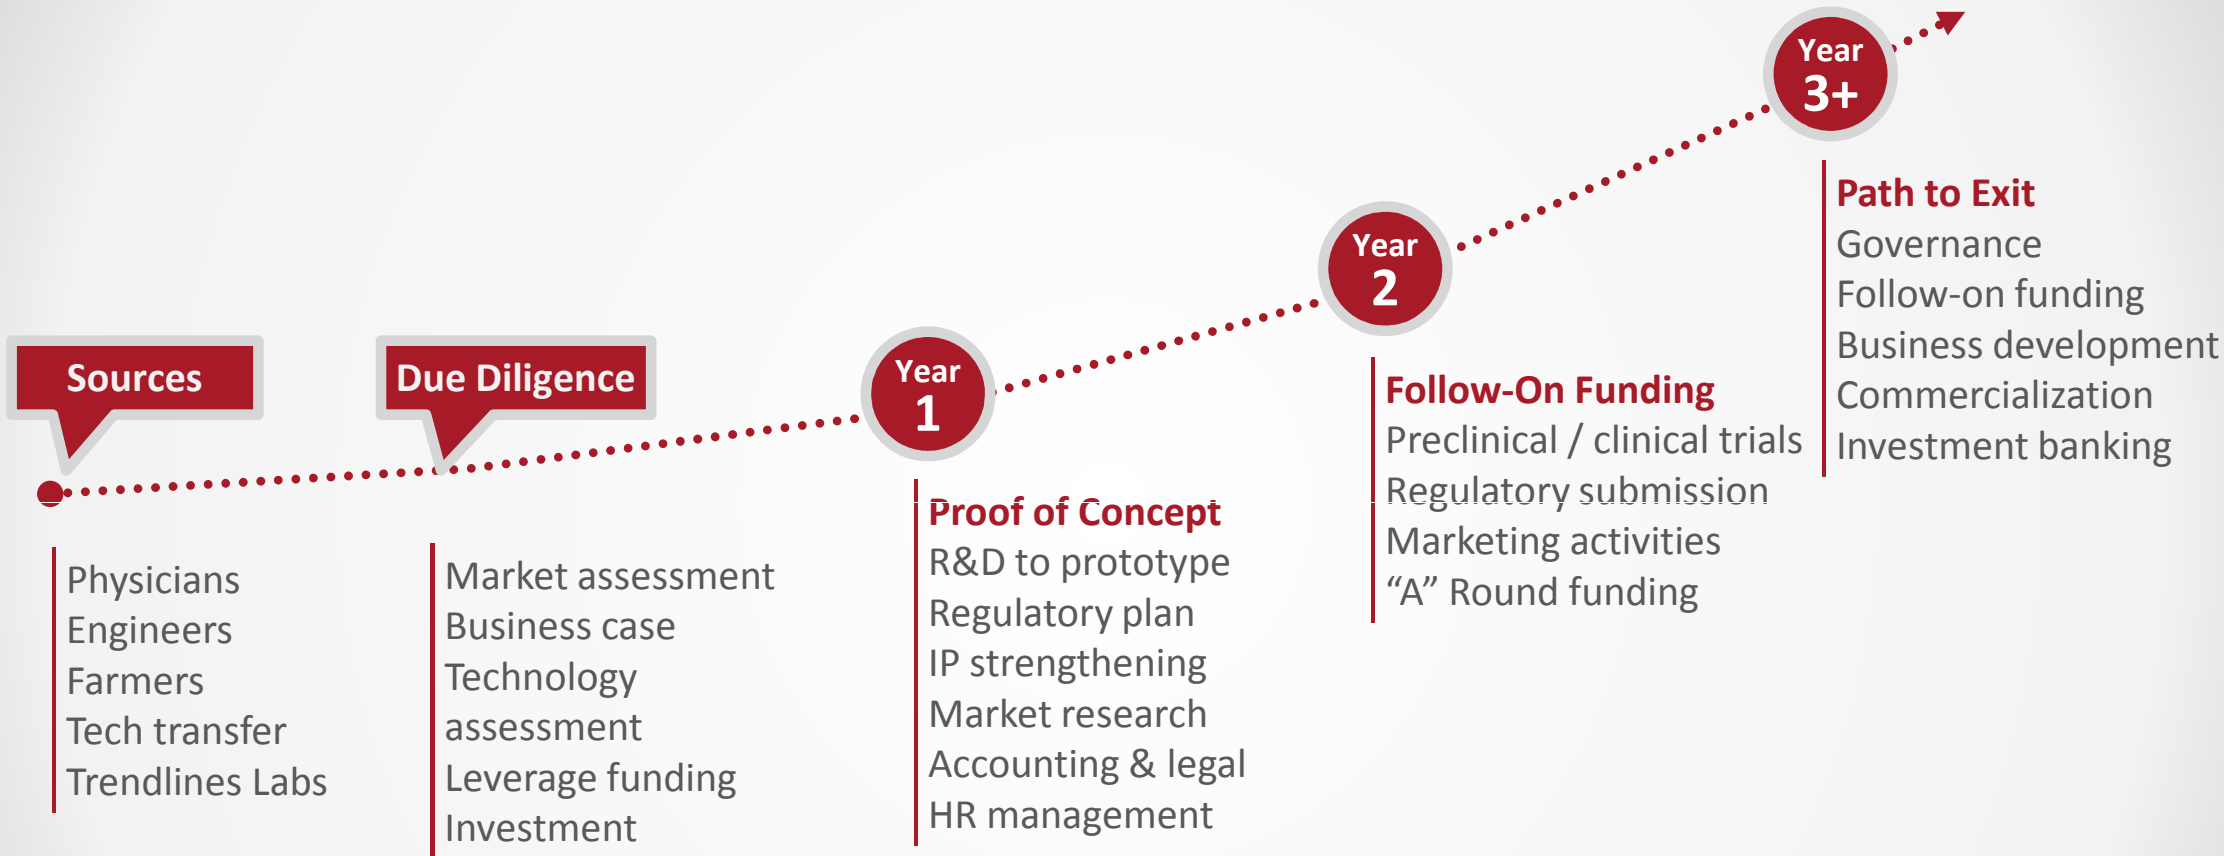 Sources
Physicians
Engineers
Farmers
Tech transfer
Trendlines Labs
Due Diligence
Market assessment
Business case
Technology
assessment
Leverage funding
Investment
Year
1
Proof of Concept
R&D to prototype
Regulatory plan
IP strengthening
Market research
Accounting & legal
HR management
Year
2
Follow-On Funding
Preclinical / clinical trials
Regulatory submission
Marketing activities
“A” Round funding
Year
3+
Path to Exit
Governance
Follow-on funding
Business development
Commercialization
Investment banking